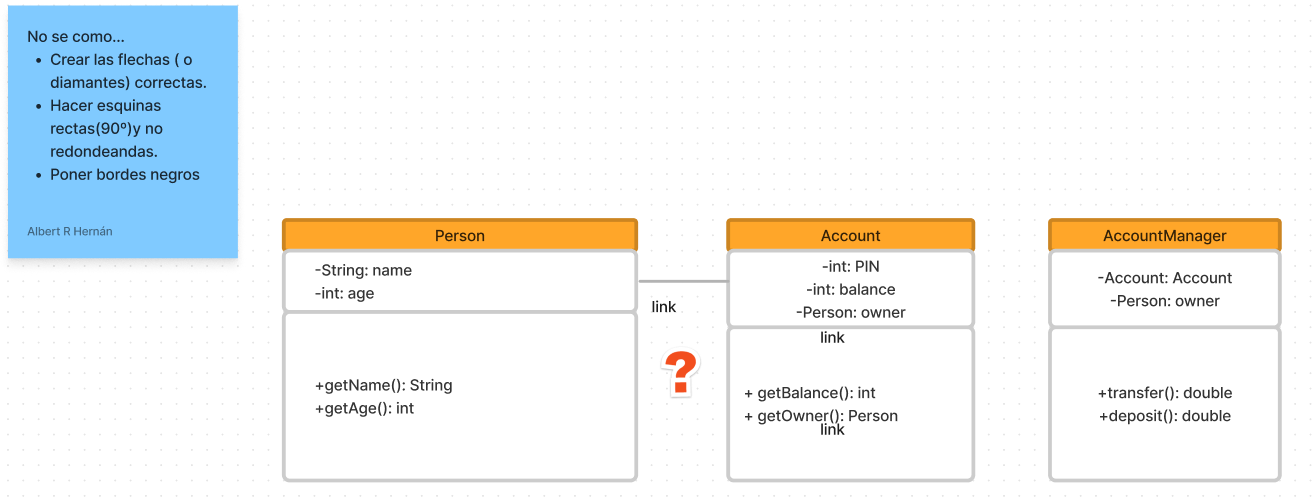 No se como...
• Crear las flechas ( o
diamantes) correctas.
• Hacer esquinas
rectas(90º)y no
redondeandas.
• Poner bordes negros
Albert R Hernán
Person
-String: name
-int: age
+getName(): String
+getAge(): int
link
?
Account
-int: PIN
-int: balance
-Person: owner
link
+ getBalance(): int
+ getOwner(): Person
link
AccountManager
-Account: Account
-Person: owner
+transfer(): double
+deposit(): double